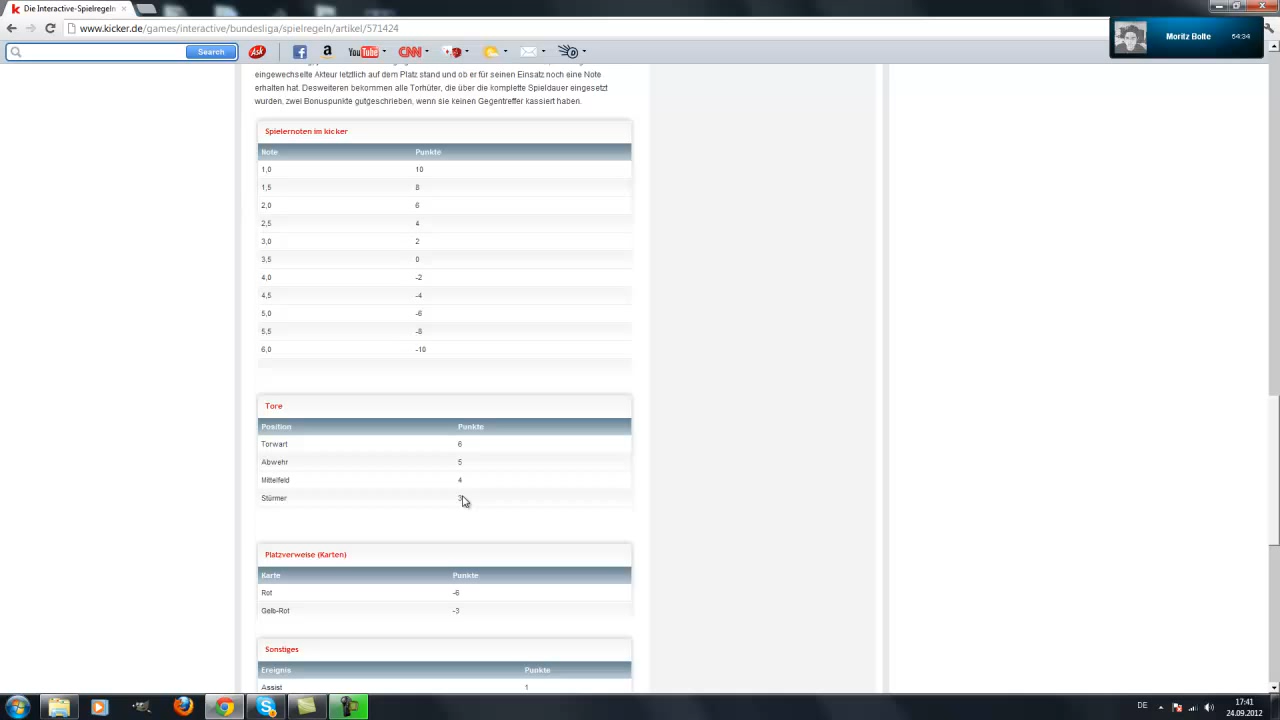 Die Interactive-Spielregeln
www.kicker.de/games/interactive/bundesliga/spielregeln/artikel/571424
Moritz Bolte 54:34
Search Ask f a YouTube CNN
eingewechselte Akteur letztlich auf dem Platz stand und ob er für seinen Einsatz noch eine Note
erhalten hat. Desweiteren bekommen alle Torhüter, die über die komplette Spieldauer eingesetzt
wurden, zwei Bonuspunkte gutgeschrieben, wenn sie keinen Gegentreffer kassiert haben.
Spielernoten im kicker
Note Punkte
1,0 10
1,5 8
2,0 6
2,5 4
3,0 2
3,5 0
4,0 -2
4,5 -4
5,0 -6
5,5 -8
6,0 -10
Tore
Position Punkte
Torwart 6
Abwehr 5
Mittelfeld 4
Stürmer 3
Platzverweise (Karten)
Karte Punkte
Rot -6
Gelb-Rot -3
Sonstiges
Ereignis Punkte
Assist 1
DE
17:41
24.09.2012